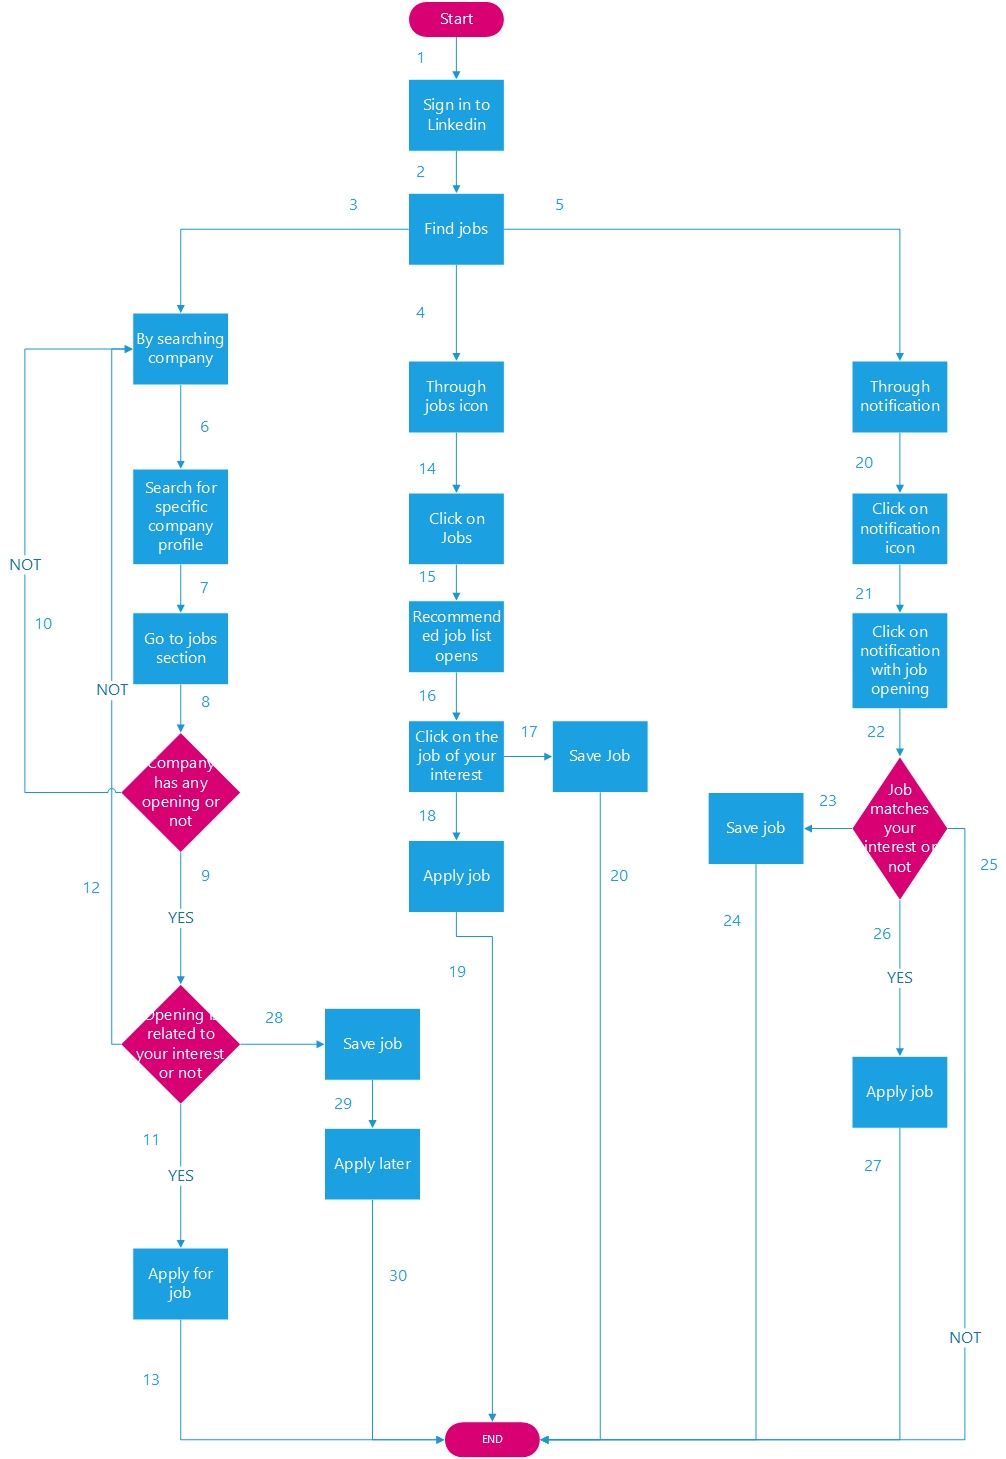 Start
1
Sign in to
Linkedin
2
3
5
Find jobs
4
By searching
company
Through
jobs icon
Through
notification
6
14
20
Search for
specific
company
profile
Click on
Jobs
Click on
notification
icon
NOT
7
15
21
10
Go to jobs
section
Recommend
ed job list
opens
Click on
notification
with job
opening
NOT
8
16
22
Company
has any
opening or
not
Click on the
job of your
interest
17
Save Job
Job
matches
your
interest or
not
23
Save job
18
25
12
9
Apply job
20
24
26
YES
19
YES
Opening
related to
your interest
or not
28
Save job
Apply job
29
11
Apply later
27
YES
30
Apply for
job
NOT
13
END